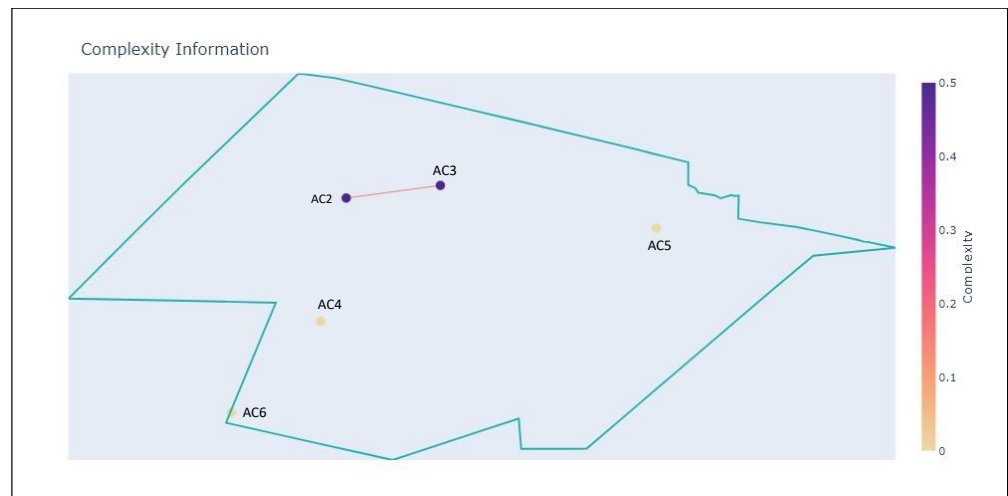 Complexity Information
0.5
AC3
0.4
AC2
0.3
AC5
Complexity
0.2
AC4
0.1
AC6
0